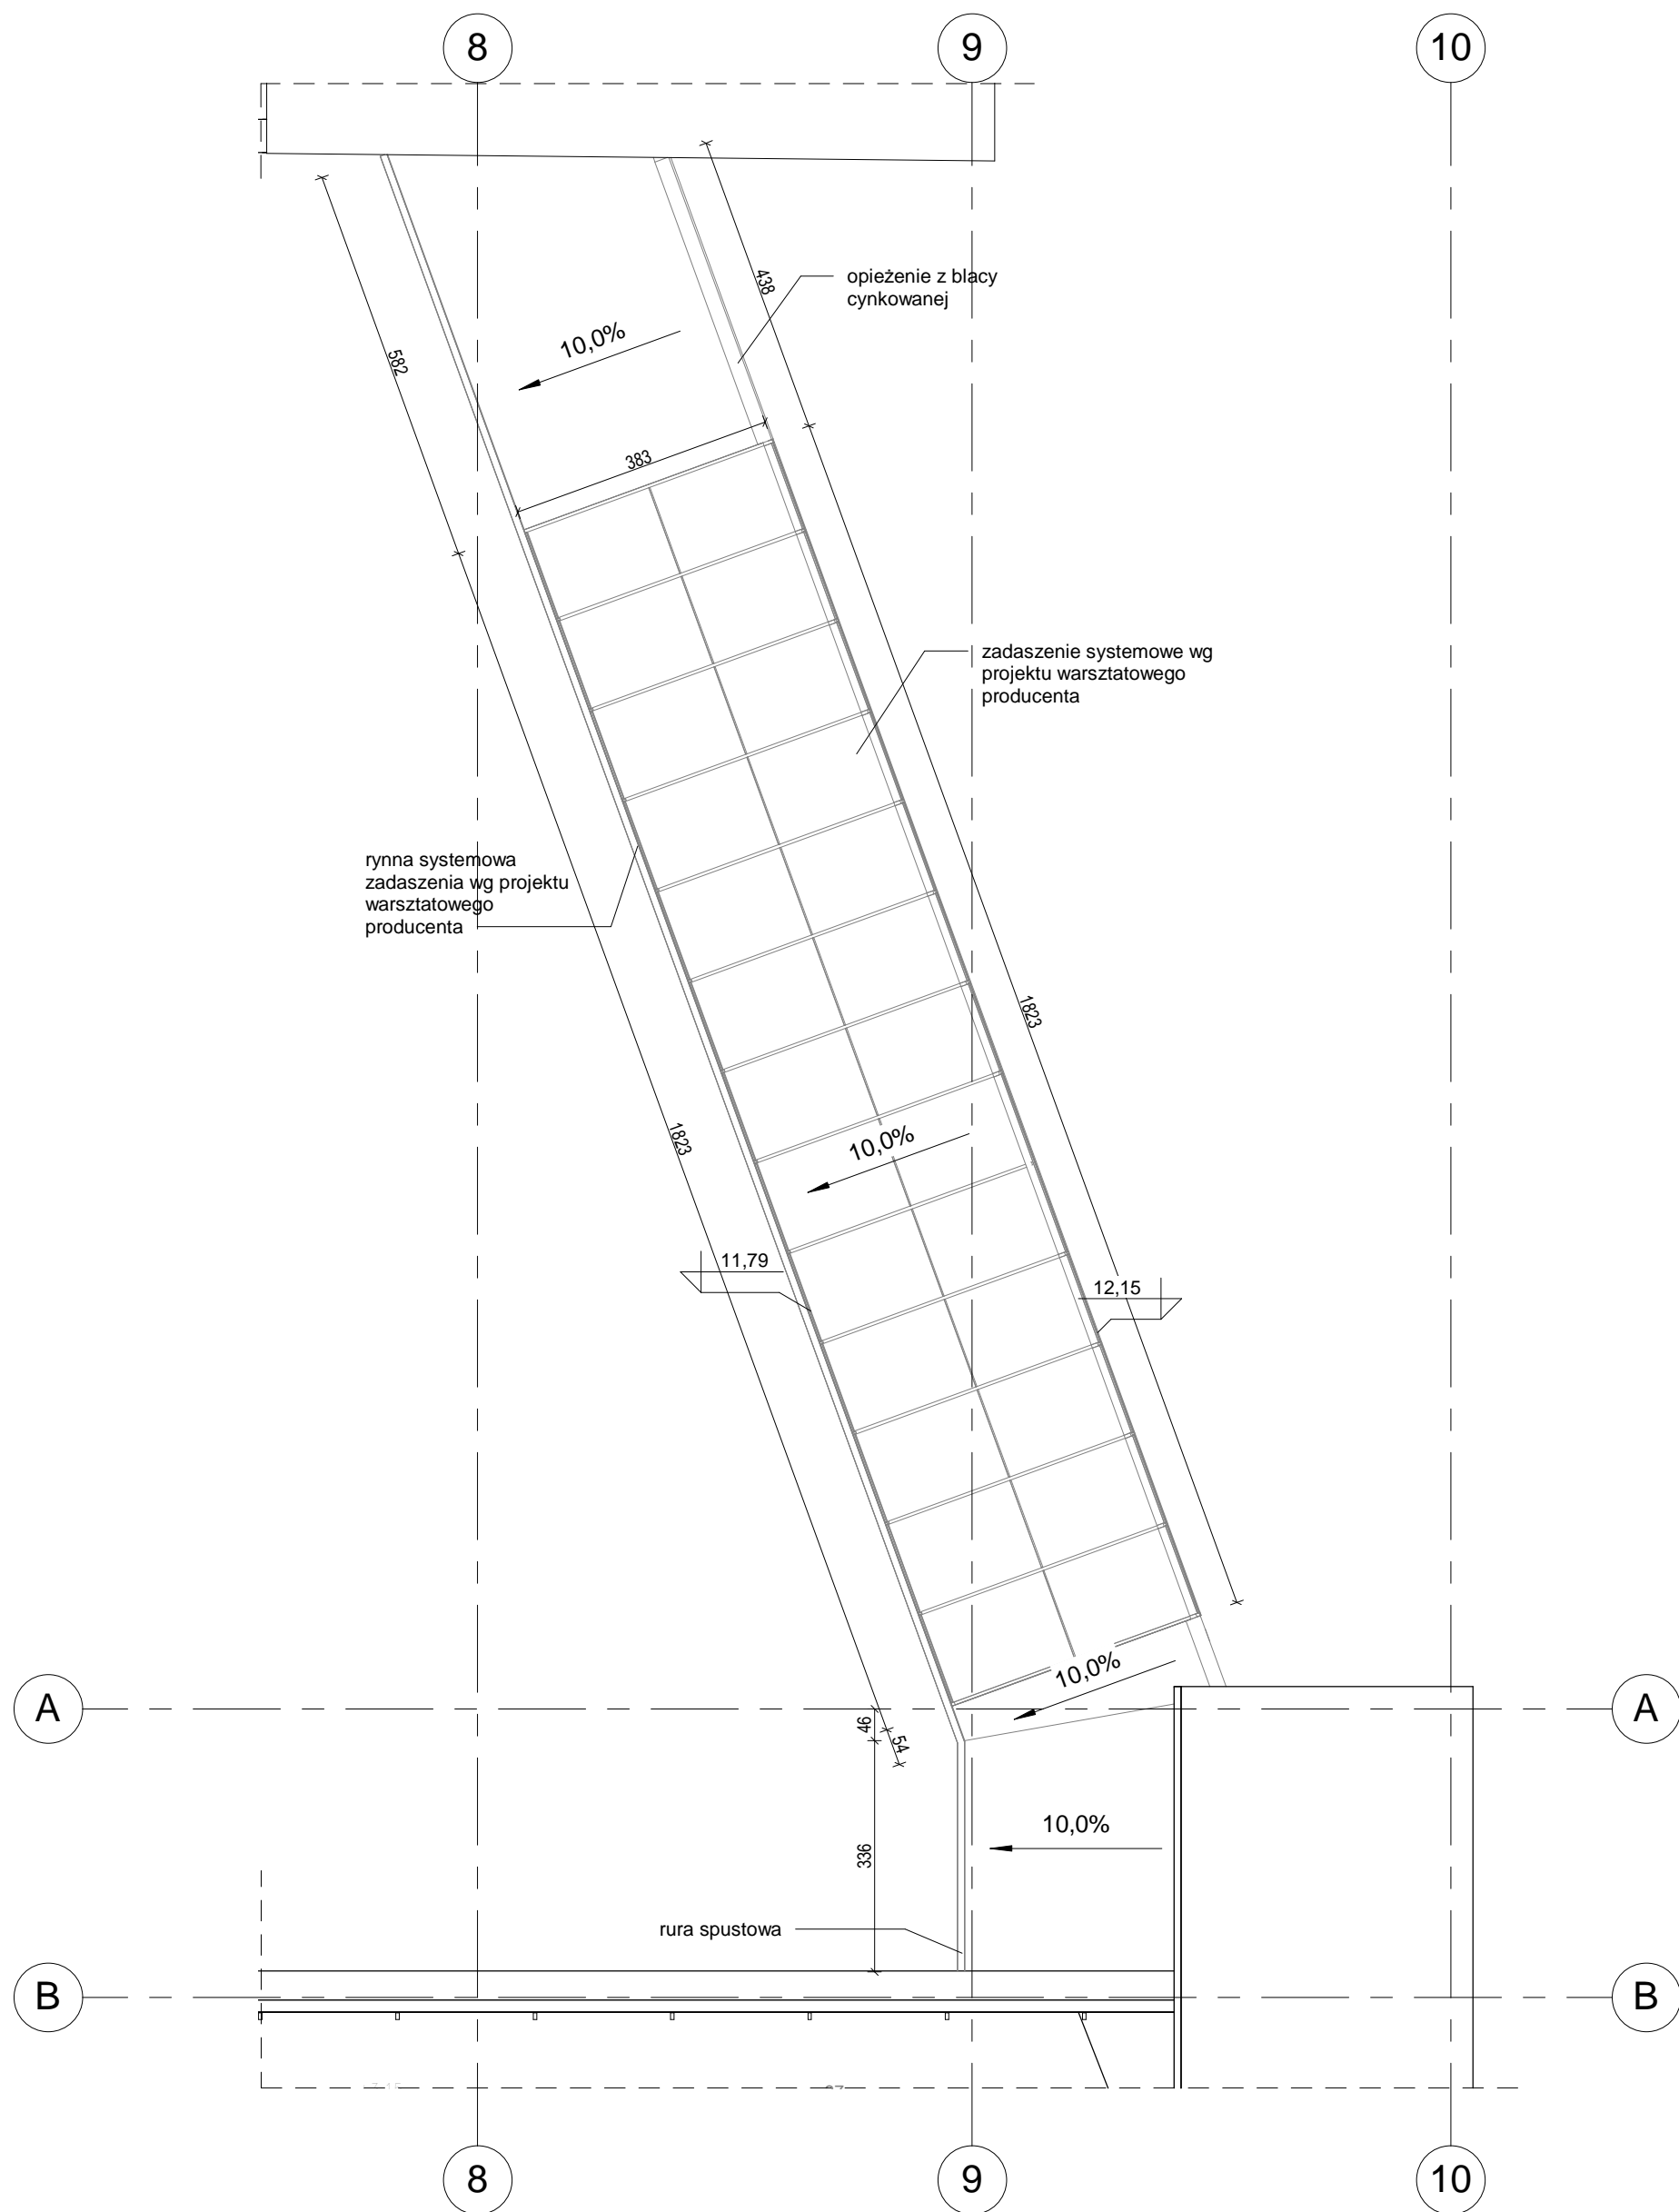 8
9
10
438
opieżenie z blacy
cynkowanej
10,0%
582
383
zadaszenie systemowe wg
projektu warsztatowego
producenta
rynna systemowa
zadaszenia wg projektu
warsztatowego
producenta
1823
1823
10,0%
11,79
12,15
10,0%
A
A
46
54
10,0%
336
rura spustowa
B
B
8
9
10